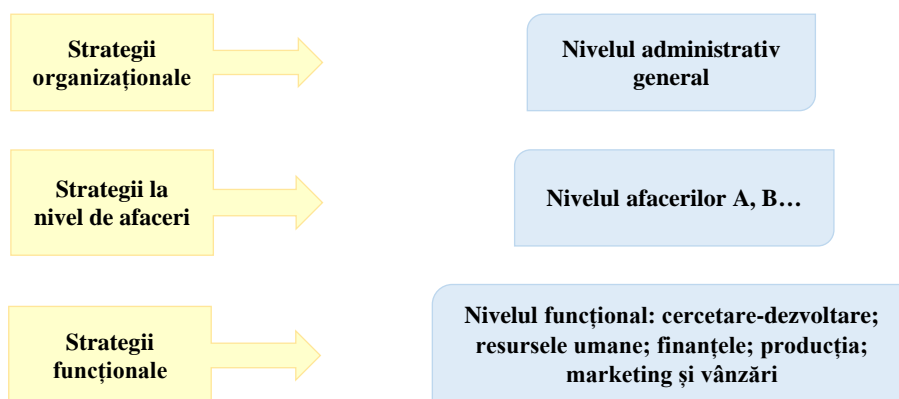 Strategii
organizaționale
Nivelul administrativ
general
Strategii la
nivel de afaceri
Nivelul afacerilor A, B…
Strategii
funcționale
Nivelul funcțional: cercetare-dezvoltare;
resursele umane; finanțele; producția;
marketing și vânzări